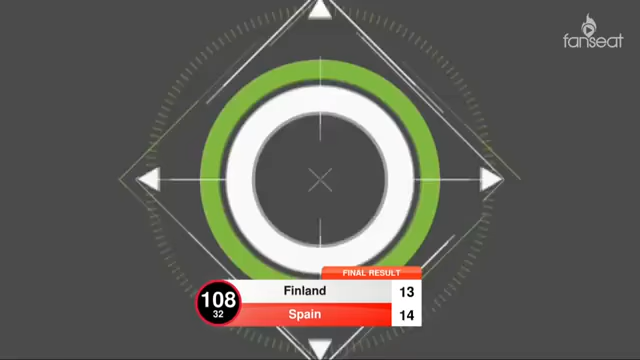 fanseat
FINAL RESULT
108
32
Finland 13
Spain 14